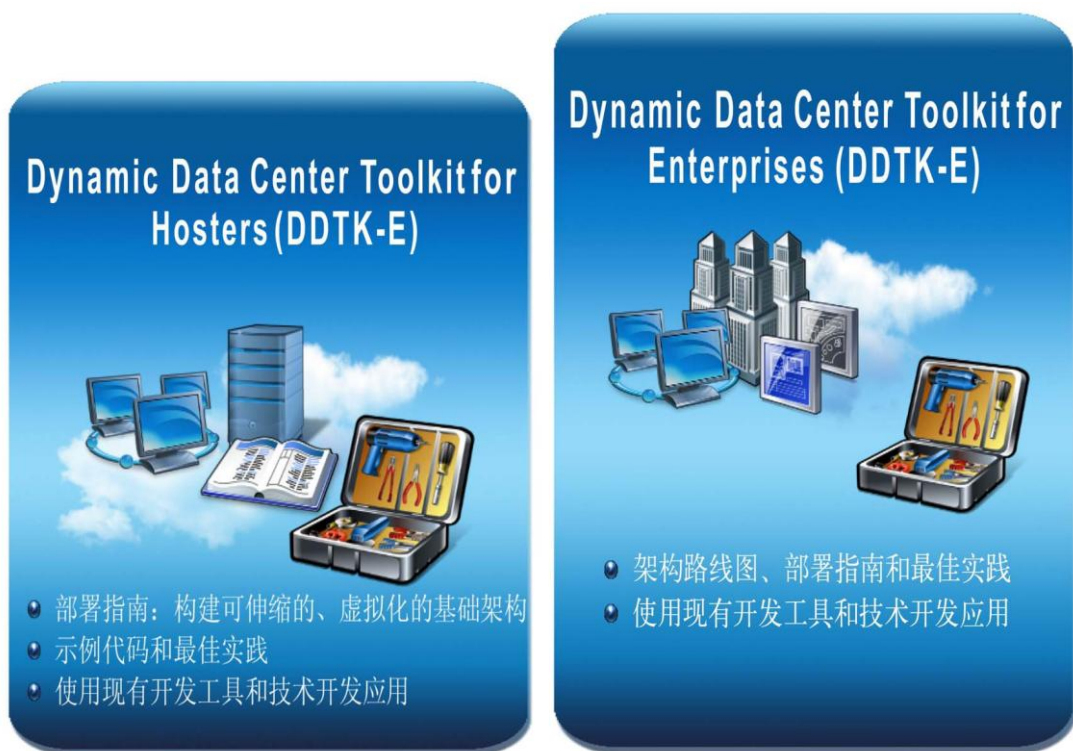 Dynamic Data Center Toolkit for
Hosters (DDTK-E)
部署指南：构建可伸缩的、虚拟化的基础架构
示例代码和最佳实践
使用现有开发工具和技术开发应用
Dynamic Data Center Toolkit for
Enterprises (DDTK-E)
架构路线图、部署指南和最佳实践
使用现有开发工具和技术开发应用